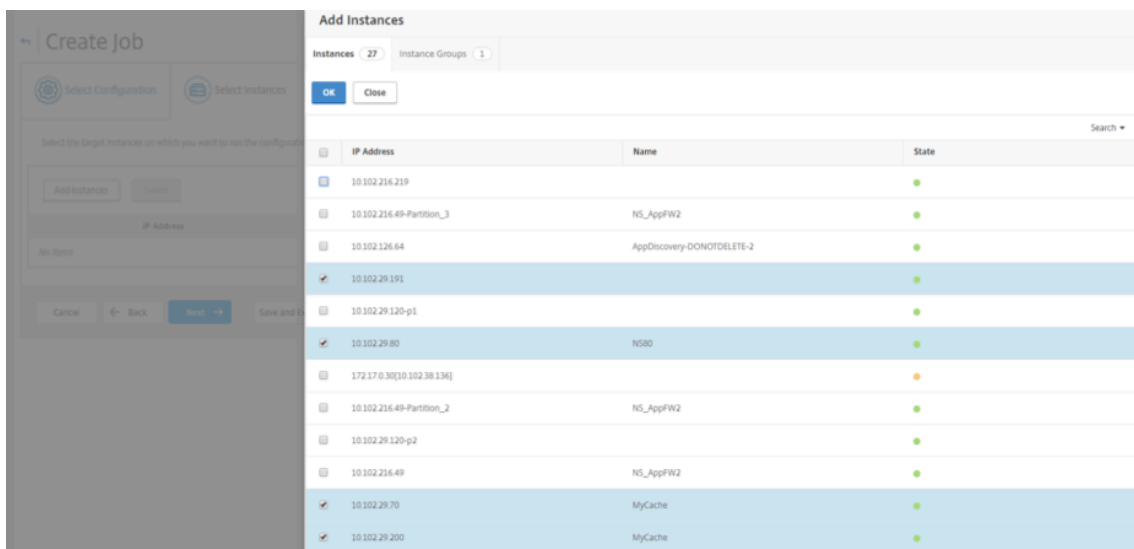 Create Job
Select Configuration
Select Instances
Select the target instances on which you want to run the configurati
Add Instances
IP Address
No items
Cancel
Back
Next
Save and Ex
Add Instances
Instances 27 Instance Groups 1
OK Close
Search
IP Address Name State
10.102.216.219
10.102.216.49-Partition_3 NS_AppFW2
10.102.126.64 AppDiscovery-DONOTDELETE-2
10.102.29.191
10.102.29.120-p1
10.102.29.80 NS80
172.17.0.30[10.102.38.136]
10.102.216.49-Partition_2 NS_AppFW2
10.102.29.120-p2
10.102.216.49 NS_AppFW2
10.102.29.70 MyCache
10.102.29.200 MyCache